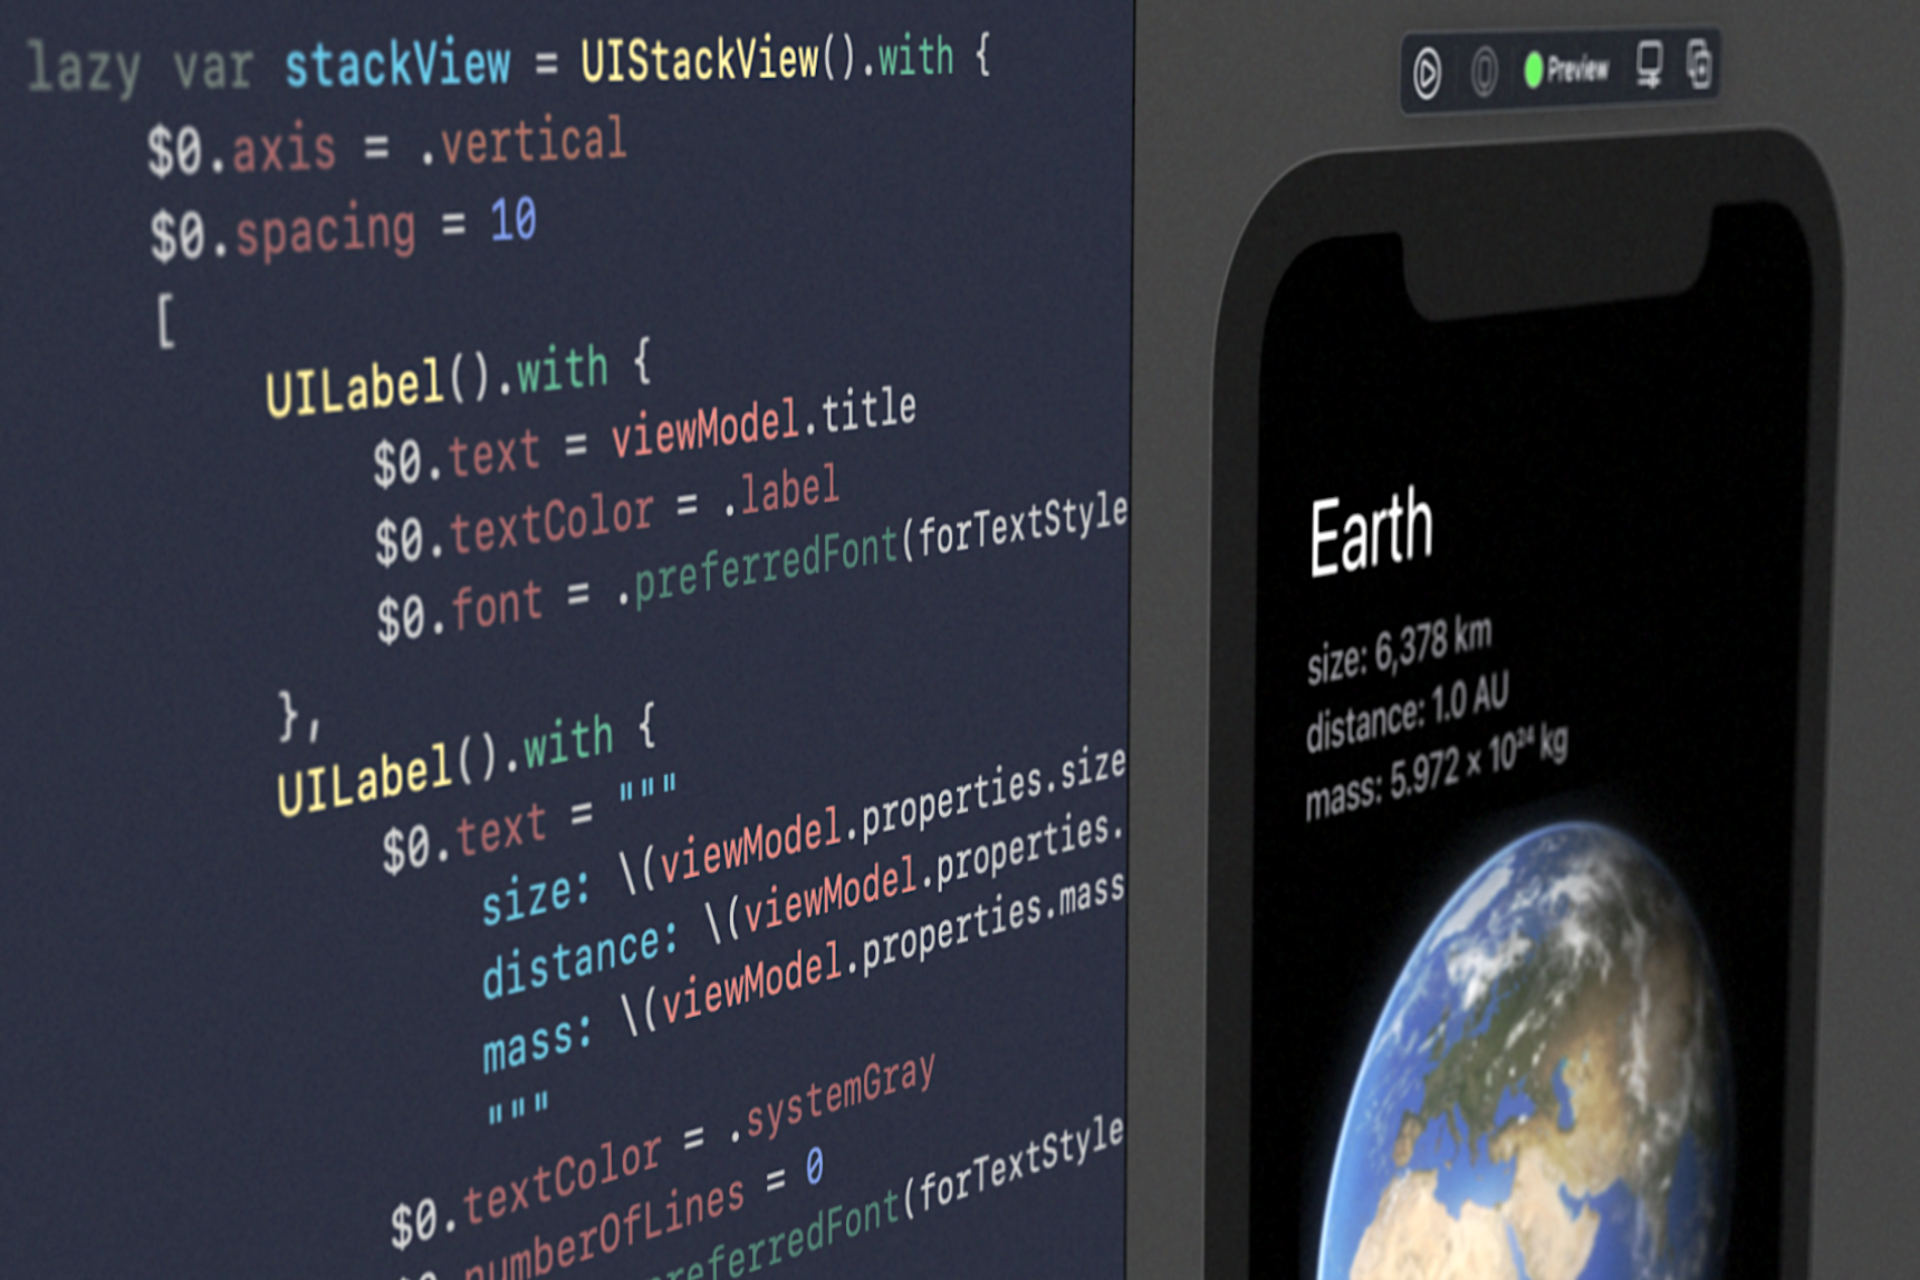 lazy var stackView = UIStackView().with {
$0.axis = .vertical
$0.spacing = 10
[
UILabel().with {
$0.text = viewModel.title
$0.textColor = .label
$0.font = .preferredFont(forTextStyle
},
UILabel().with {
$0.text = """
size: \(viewModel.properties.size
distance: \(viewModel.properties.
mass: \(viewModel.properties.mass
"""
$0.textColor = .systemGray
$0.numberOfLines = 0
referredFont(forTextStyle
Preview
Earth
size: 6,378 km
distance: 1.0 AU
mass: 5.972 × 10²⁴ kg